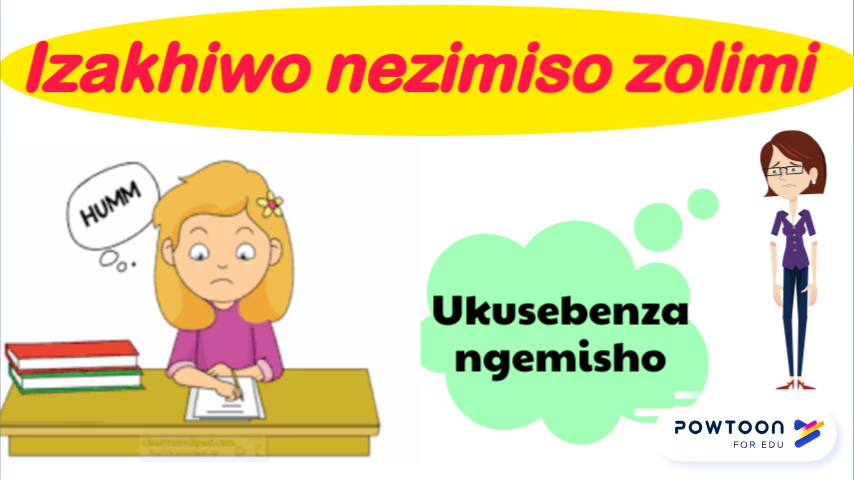 Izakhiwo nezimiso zolimi
HUMM
Ukusebenza
ngemisho
POWTOON
FOR EDU